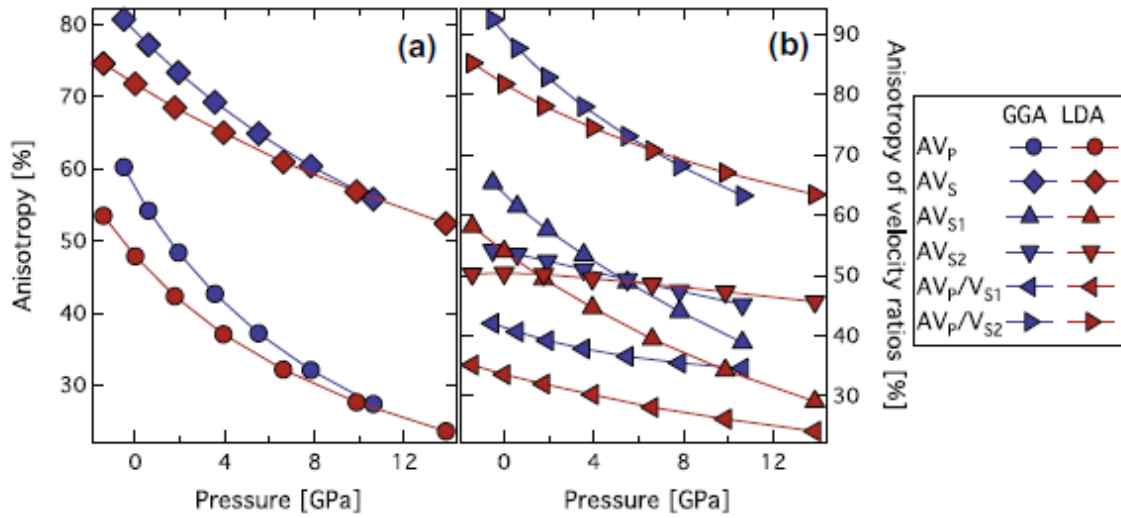 80
70
60
50
40
30
Anisotropy [%]
(a)
0
4
8
12
Pressure [GPa]
(b)
90
80
70
60
50
40
30
Anisotropy of velocity ratios [%]
0
4
8
12
Pressure [GPa]
GGA LDA
AVP
AVS
AVS1
AVS2
AVP/VS1
AVP/VS2